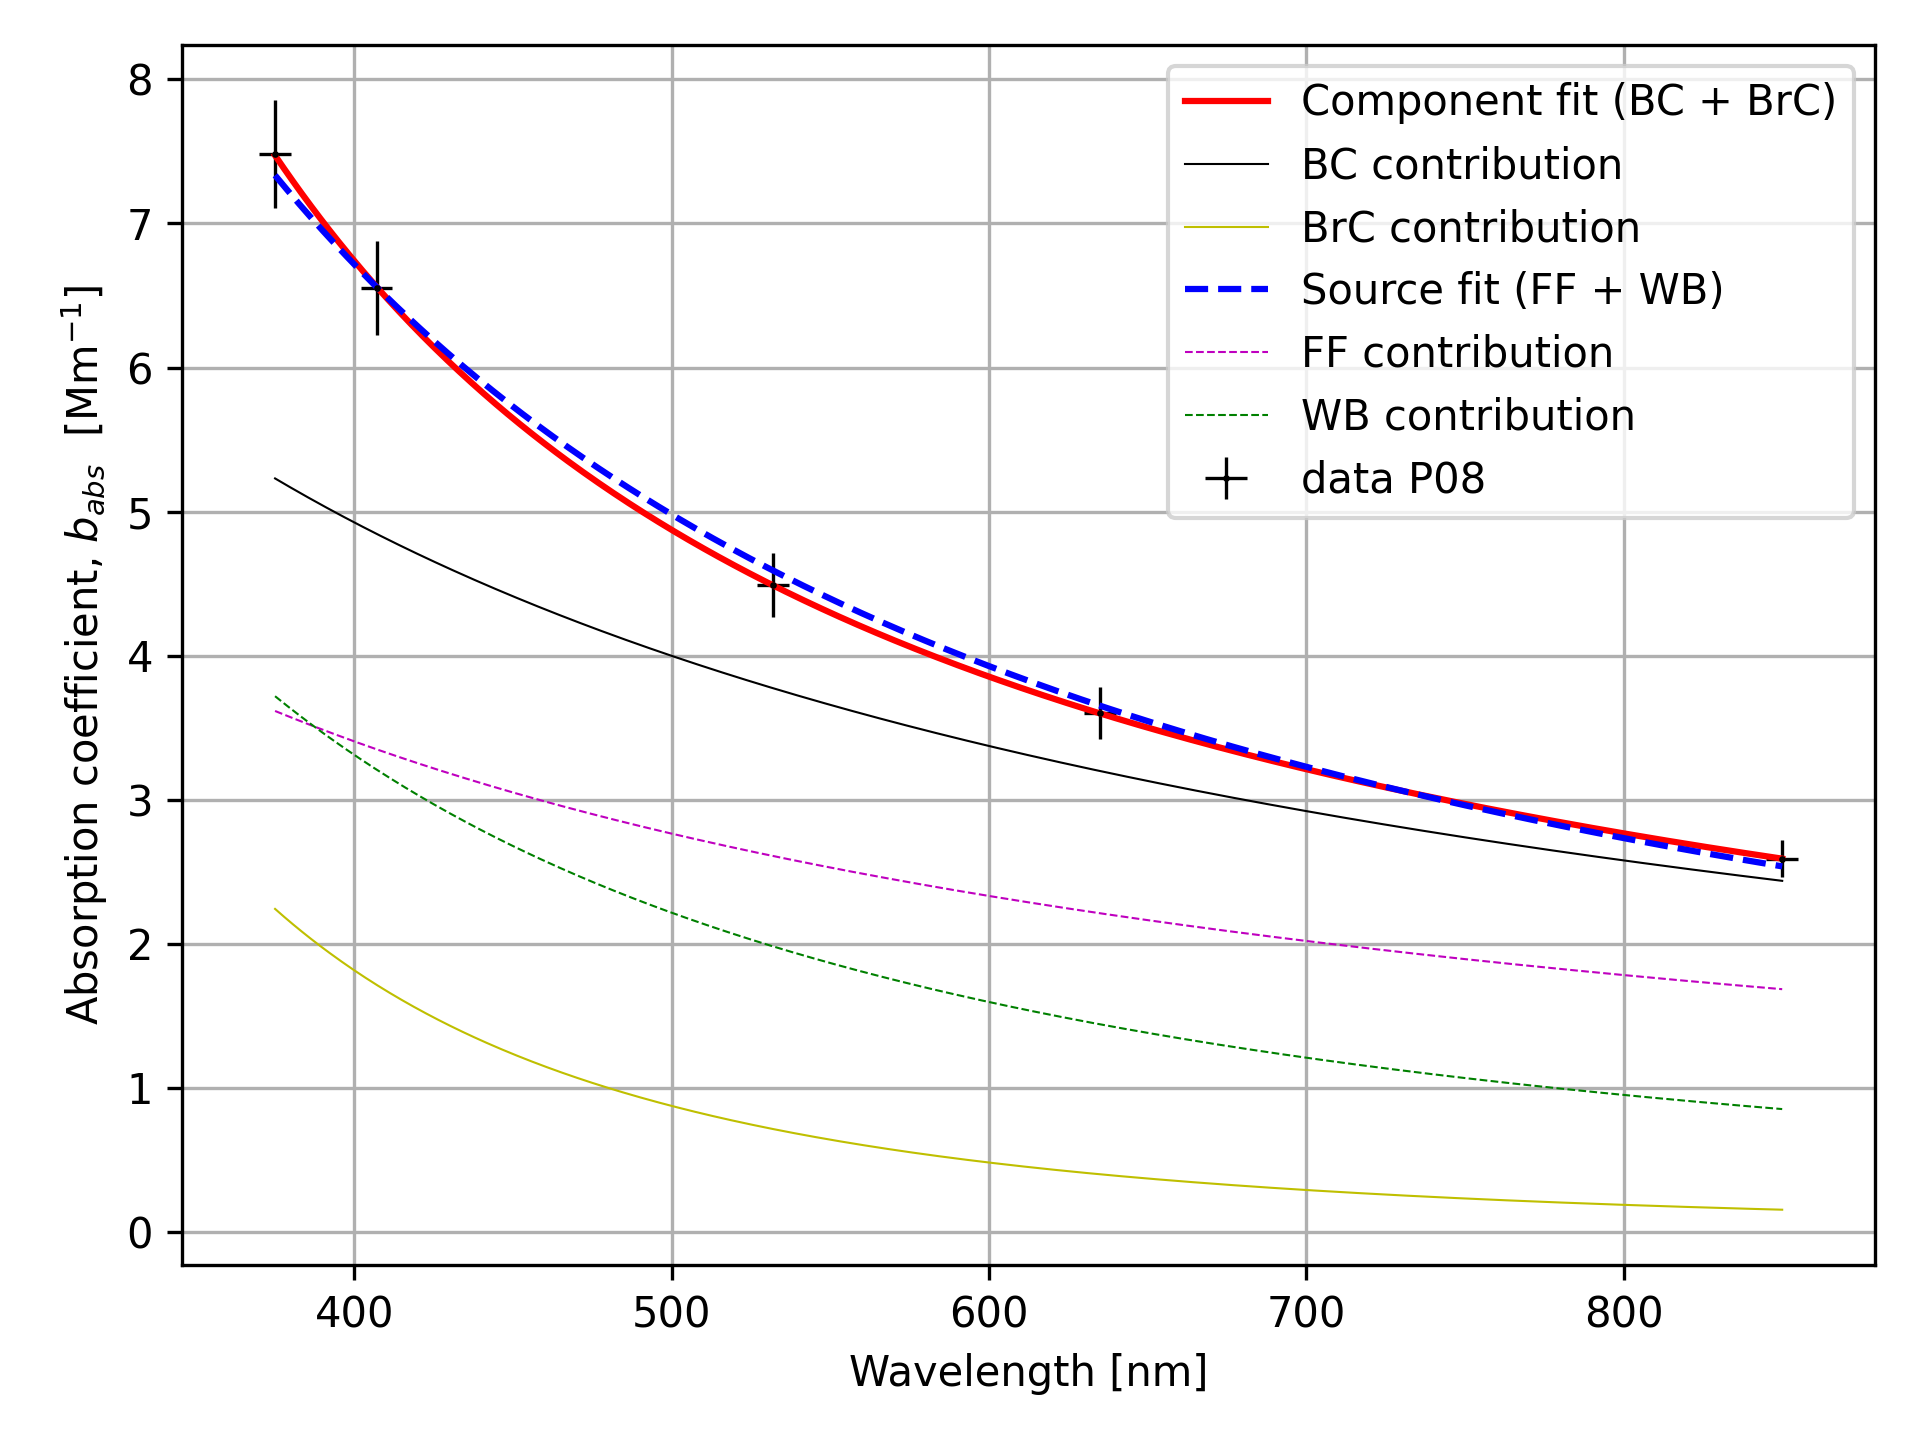 8
7
6
5
4
3
2
1
0
Absorption coefficient, b_abs [Mm⁻¹]
Component fit (BC + BrC)
BC contribution
BrC contribution
Source fit (FF + WB)
FF contribution
WB contribution
data P08
400 500 600 700 800
Wavelength [nm]